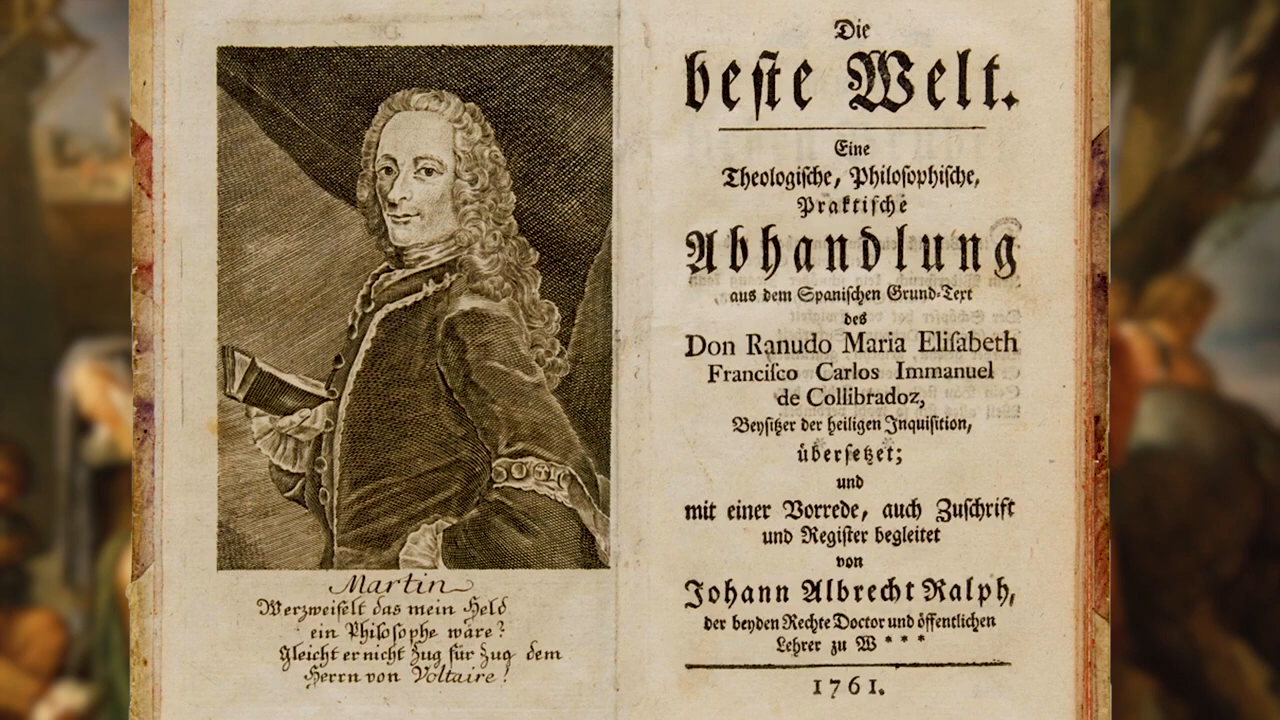 Martin
Verzweifelt das mein Held
ein Philosophe wäre?
Gleicht er nicht Zug für Zug dem
Herrn von Voltaire!
Die
beſte Welt.
Eine
Theologiſche, Philoſophiſche,
Praktiſche
Abhandlung
aus dem Spaniſchen Grund-Text
des
Don Ranudo Maria Eliſabeth
Franciſco Carlos Immanuel
de Collibradoz,
Beyſitzer der heiligen Inquiſition,
überſetzet;
und
mit einer Vorrede, auch Zuſchrift
und Regiſter begleitet
von
Johann Albrecht Ralph,
der beyden Rechte Doctor und öffentlichen
Lehrer zu W * * *
1761.